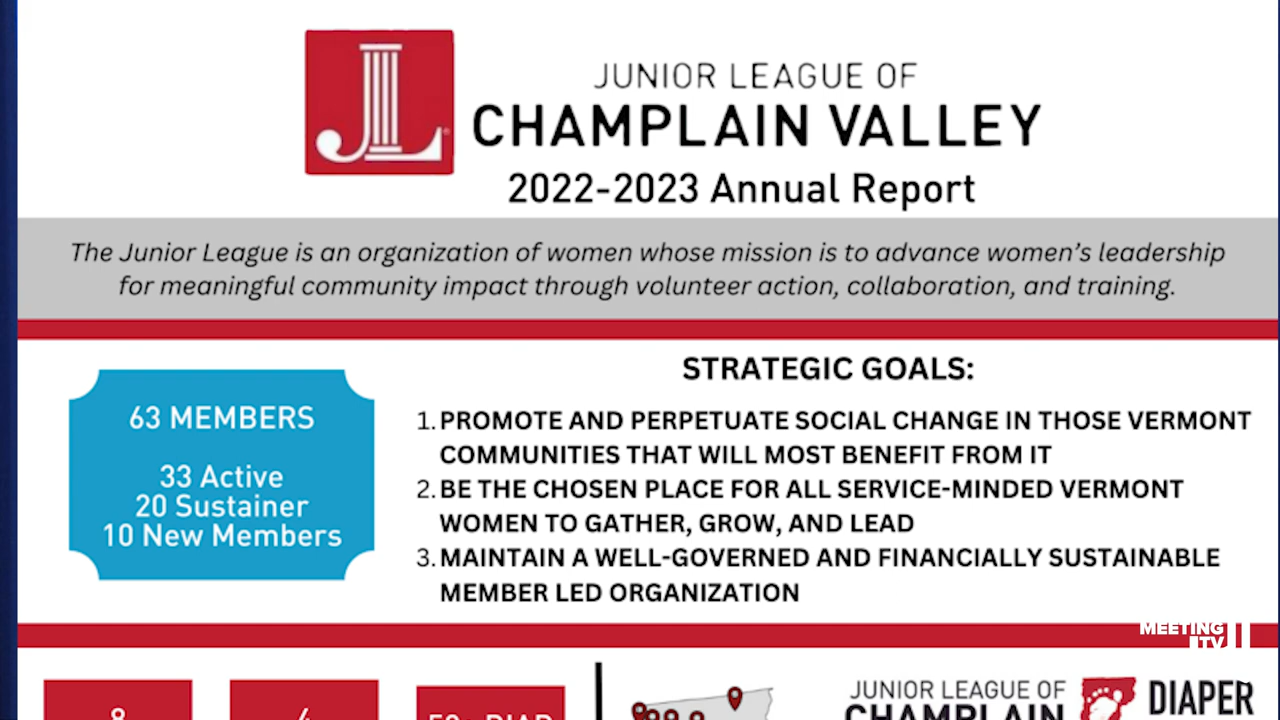 JL
JUNIOR LEAGUE OF
CHAMPLAIN VALLEY
2022-2023 Annual Report
The Junior League is an organization of women whose mission is to advance women's leadership
for meaningful community impact through volunteer action, collaboration, and training.
63 MEMBERS
33 Active
20 Sustainer
10 New Members
STRATEGIC GOALS:
1. PROMOTE AND PERPETUATE SOCIAL CHANGE IN THOSE VERMONT
COMMUNITIES THAT WILL MOST BENEFIT FROM IT
2. BE THE CHOSEN PLACE FOR ALL SERVICE-MINDED VERMONT
WOMEN TO GATHER, GROW, AND LEAD
3. MAINTAIN A WELL-GOVERNED AND FINANCIALLY SUSTAINABLE
MEMBER LED ORGANIZATION
MEETING
TV
JUNIOR LEAGUE OF
CHAMPLAIN
DIAPER